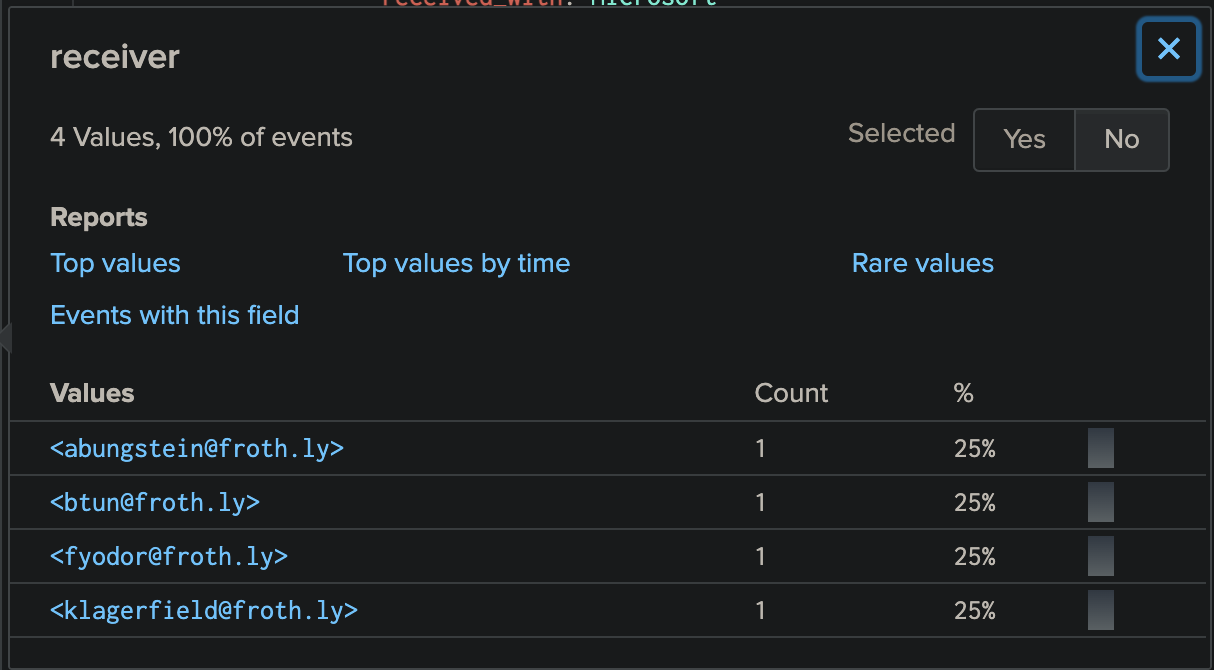 received_with: Microsoft
receiver
4 Values, 100% of events
Selected Yes No
Reports
Top values Top values by time Rare values
Events with this field
Values Count %
<abungstein@froth.ly> 1 25%
<btun@froth.ly> 1 25%
<fyodor@froth.ly> 1 25%
<klagerfield@froth.ly> 1 25%